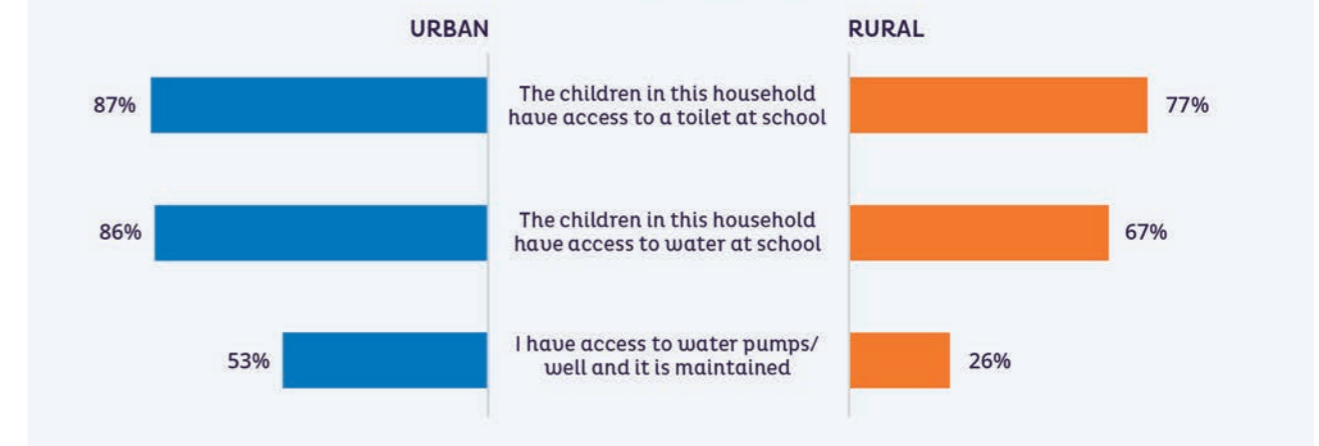 URBAN
RURAL
87%
The children in this household
have access to a toilet at school
77%
86%
The children in this household
have access to water at school
67%
53%
I have access to water pumps/
well and it is maintained
26%